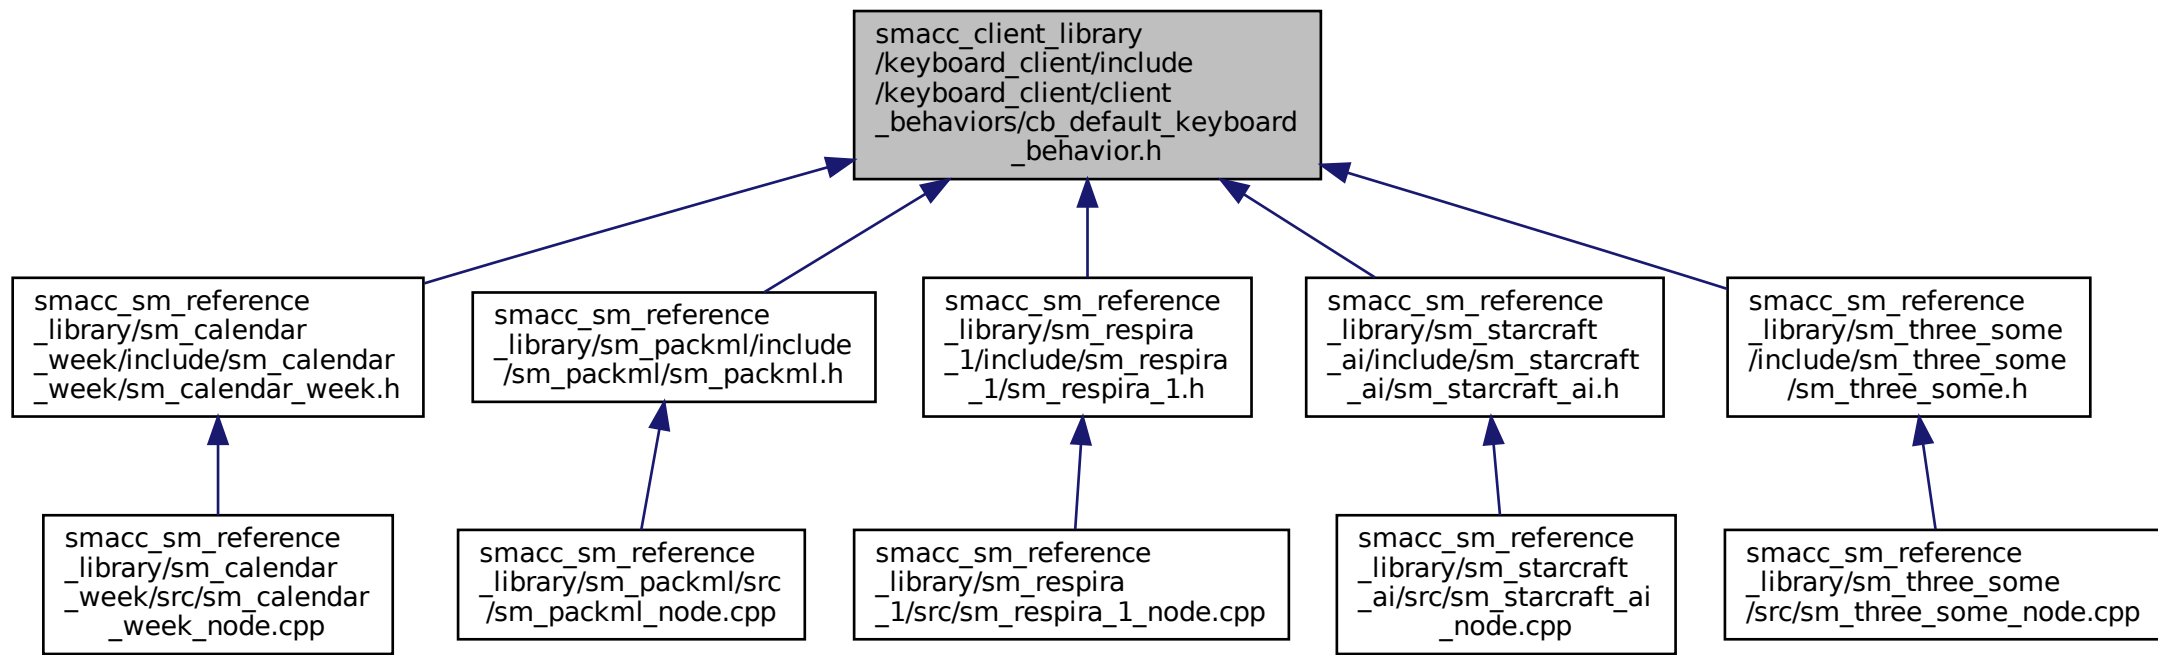 smacc_client_library
/keyboard_client/include
/keyboard_client/client
_behaviors/cb_default_keyboard
_behavior.h
smacc_sm_reference
_library/sm_calendar
_week/include/sm_calendar
_week/sm_calendar_week.h
smacc_sm_reference
_library/sm_packml/include
/sm_packml/sm_packml.h
smacc_sm_reference
_library/sm_respira
_1/include/sm_respira
_1/sm_respira_1.h
smacc_sm_reference
_library/sm_starcraft
_ai/include/sm_starcraft
_ai/sm_starcraft_ai.h
smacc_sm_reference
_library/sm_three_some
/include/sm_three_some
/sm_three_some.h
smacc_sm_reference
_library/sm_calendar
_week/src/sm_calendar
_week_node.cpp
smacc_sm_reference
_library/sm_packml/src
/sm_packml_node.cpp
smacc_sm_reference
_library/sm_respira
_1/src/sm_respira_1_node.cpp
smacc_sm_reference
_library/sm_starcraft
_ai/src/sm_starcraft_ai
_node.cpp
smacc_sm_reference
_library/sm_three_some
/src/sm_three_some_node.cpp